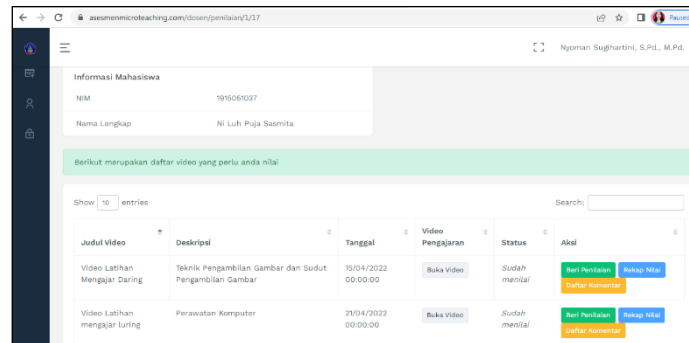 asesmenmicroteaching.com/dosen/penilaian/1/17
Paused
Nyoman Sugihartini, S.Pd., M.Pd.
Informasi Mahasiswa
NIM 1915051037
Nama Lengkap Ni Luh Puja Sasmita
Berikut merupakan daftar video yang perlu anda nilai
Show 10 entries Search:
Judul Video Deskripsi Tanggal Video Pengajaran Status Aksi
Video Latihan Mengajar Daring Teknik Pengambilan Gambar dan Sudut Pengambilan Gambar 15/04/2022 00:00:00 Buka Video Sudah menilai Beri Penilaian Rekap Nilai Daftar Komentar
Video Latihan mengajar luring Perawatan Komputer 21/04/2022 00:00:00 Buka Video Sudah menilai Beri Penilaian Rekap Nilai Daftar Komentar